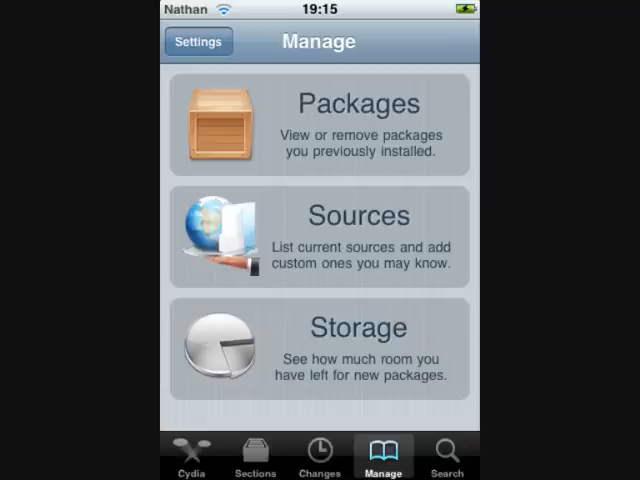 Nathan 19:15
Settings Manage
Packages
View or remove packages
you previously installed.
Sources
List current sources and add
custom ones you may know.
Storage
See how much room you
have left for new packages.
Cydia Sections Changes Manage Search